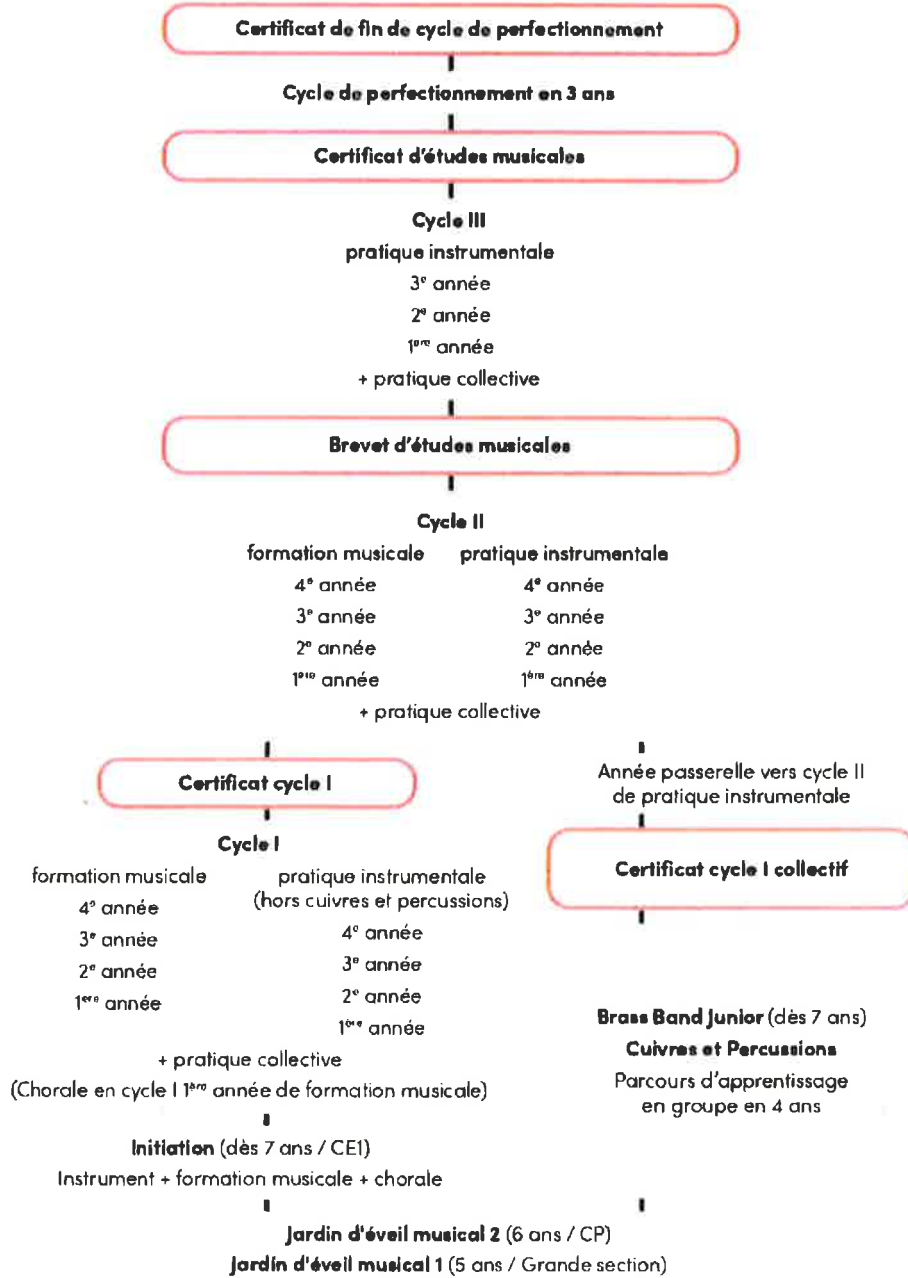 Certificat de fin de cycle de perfectionnement
Cycle de perfectionnement en 3 ans
Certificat d'études musicales
Cycle III
pratique instrumentale
3e année
2e année
1ère année
+ pratique collective
Brevet d'études musicales
Cycle II
formation musicale
4e année
3e année
2e année
1ère année
pratique instrumentale
4e année
3e année
2e année
1ère année
+ pratique collective
Certificat cycle I
Cycle I
formation musicale
4e année
3e année
2e année
1ère année
pratique instrumentale
(hors cuivres et percussions)
4e année
3e année
2e année
1ère année
+ pratique collective
(Chorale en cycle I 1ère année de formation musicale)
Initiation (dès 7 ans / CE1)
Instrument + formation musicale + chorale
Année passerelle vers cycle II
de pratique instrumentale
Certificat cycle I collectif
Brass Band Junior (dès 7 ans)
Cuivres et Percussions
Parcours d'apprentissage
en groupe en 4 ans
Jardin d'éveil musical 2 (6 ans / CP)
Jardin d'éveil musical 1 (5 ans / Grande section)